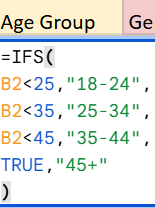 Age Group Ge
=IFS(
B2<25,"18-24",
B2<35,"25-34",
B2<45,"35-44",
TRUE,"45+"
)